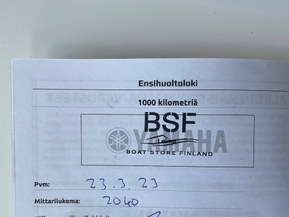 Ensihuoltoloki
1000 kilometriä
BSF
YAMAHA
BOAT STORE FINLAND
Pvm: 23.3.23
Mittarilukema: 2040